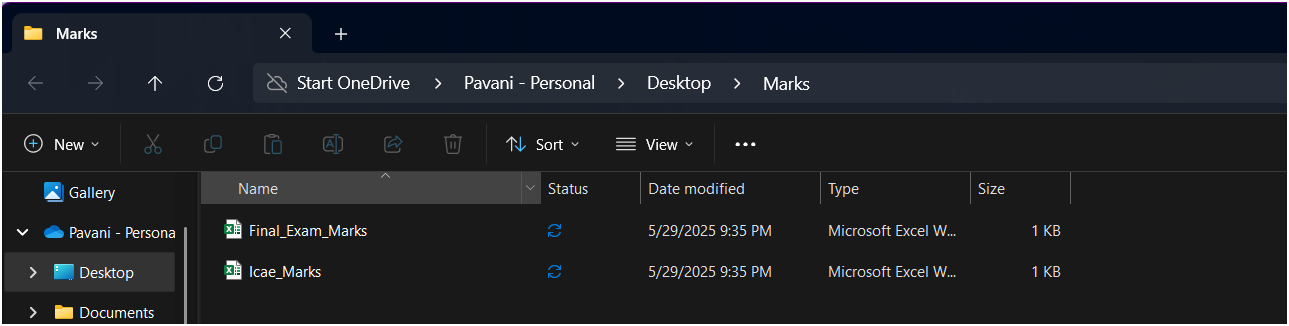 Marks
Start OneDrive > Pavani - Personal > Desktop > Marks
New Sort View
Gallery
Pavani - Persona
Desktop
Documents
Name Status Date modified Type Size
Final_Exam_Marks 5/29/2025 9:35 PM Microsoft Excel W... 1 KB
Icae_Marks 5/29/2025 9:35 PM Microsoft Excel W... 1 KB